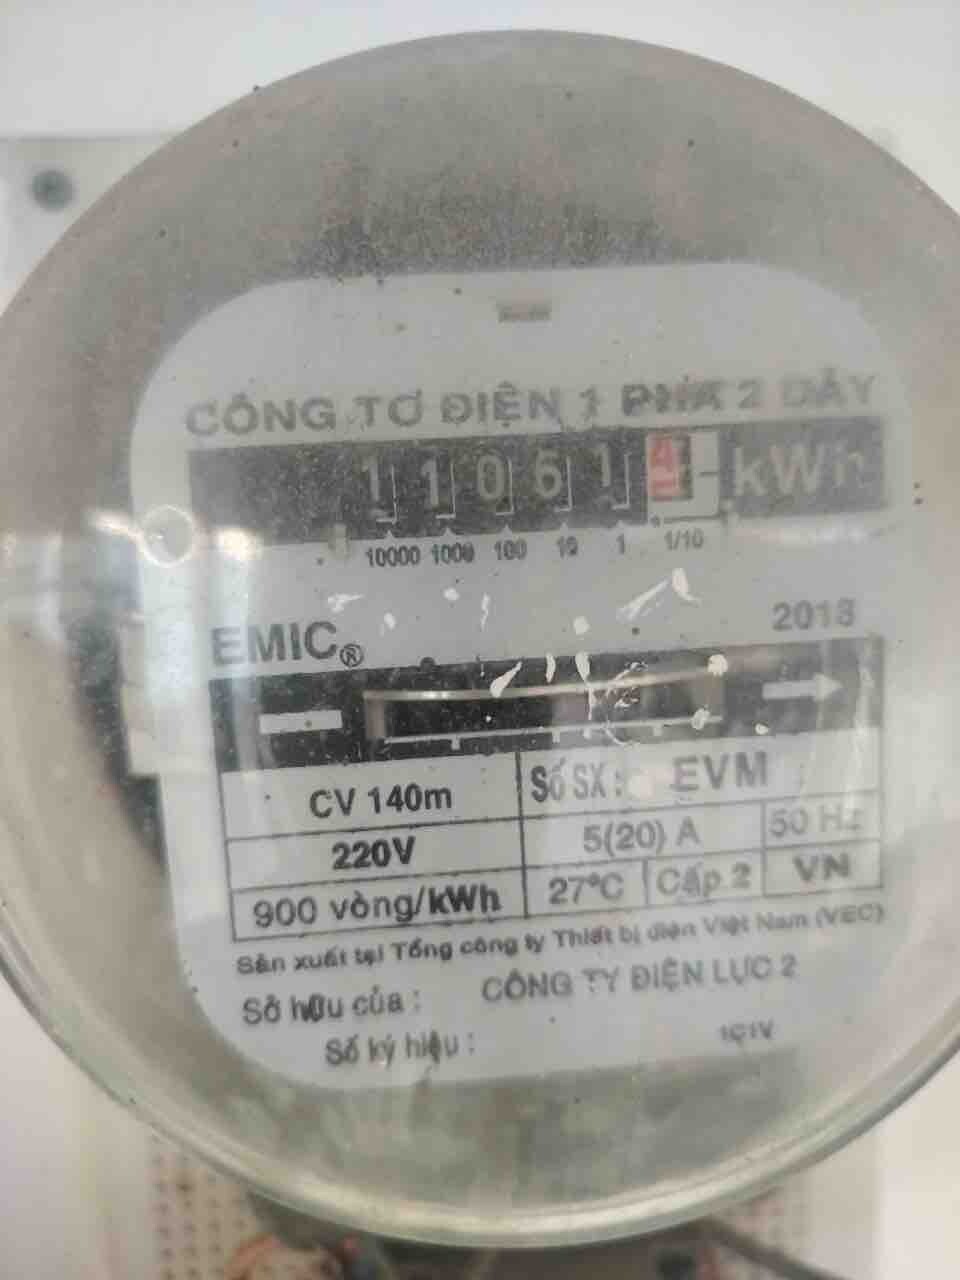 CÔNG TƠ ĐIỆN 1 PHA 2 DÂY
1 1 0 6 1 kWh
10000 1000 100 10 1 1/10
EMIC® 2018
CV 140m Số SX: EVM
220V 5(20) A 50 Hz
900 vòng/kWh 27°C Cấp 2 VN
Sản xuất tại Tổng công ty Thiết bị điện Việt Nam (VEC)
Sở hữu của : CÔNG TY ĐIỆN LỰC 2
Số ký hiệu : 1C1V